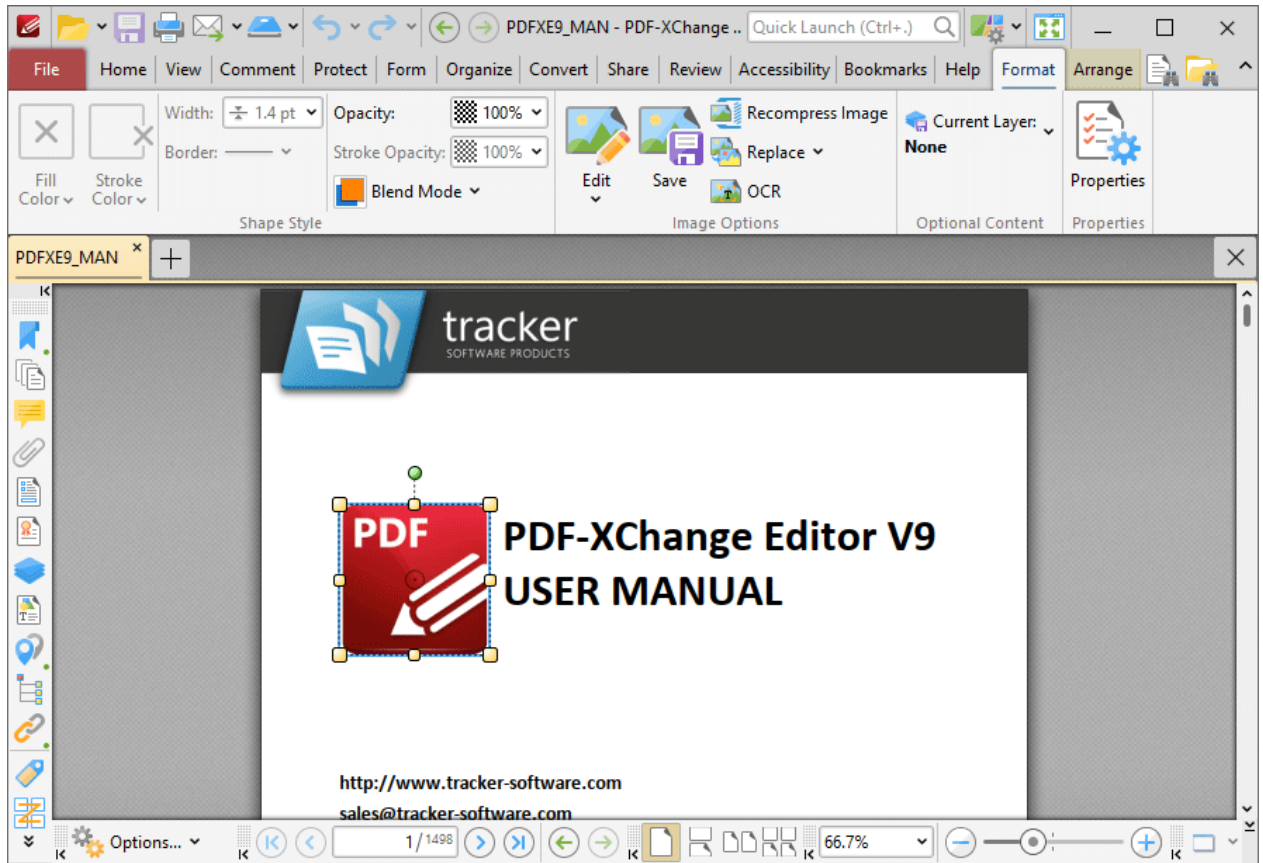 PDFXE9_MAN - PDF-XChange .. Quick Launch (Ctrl+.)
File Home View Comment Protect Form Organize Convert Share Review Accessibility Bookmarks Help Format Arrange
Width: 1.4 pt Opacity: 100% Recompress Image Current Layer:
Border: Stroke Opacity: 100% Replace None
Fill Color Stroke Color Blend Mode Edit Save OCR Properties
Shape Style Image Options Optional Content Properties
PDFXE9_MAN
tracker
SOFTWARE PRODUCTS
PDF
PDF-XChange Editor V9
USER MANUAL
http://www.tracker-software.com
sales@tracker-software.com
Options... 1/1498 66.7%